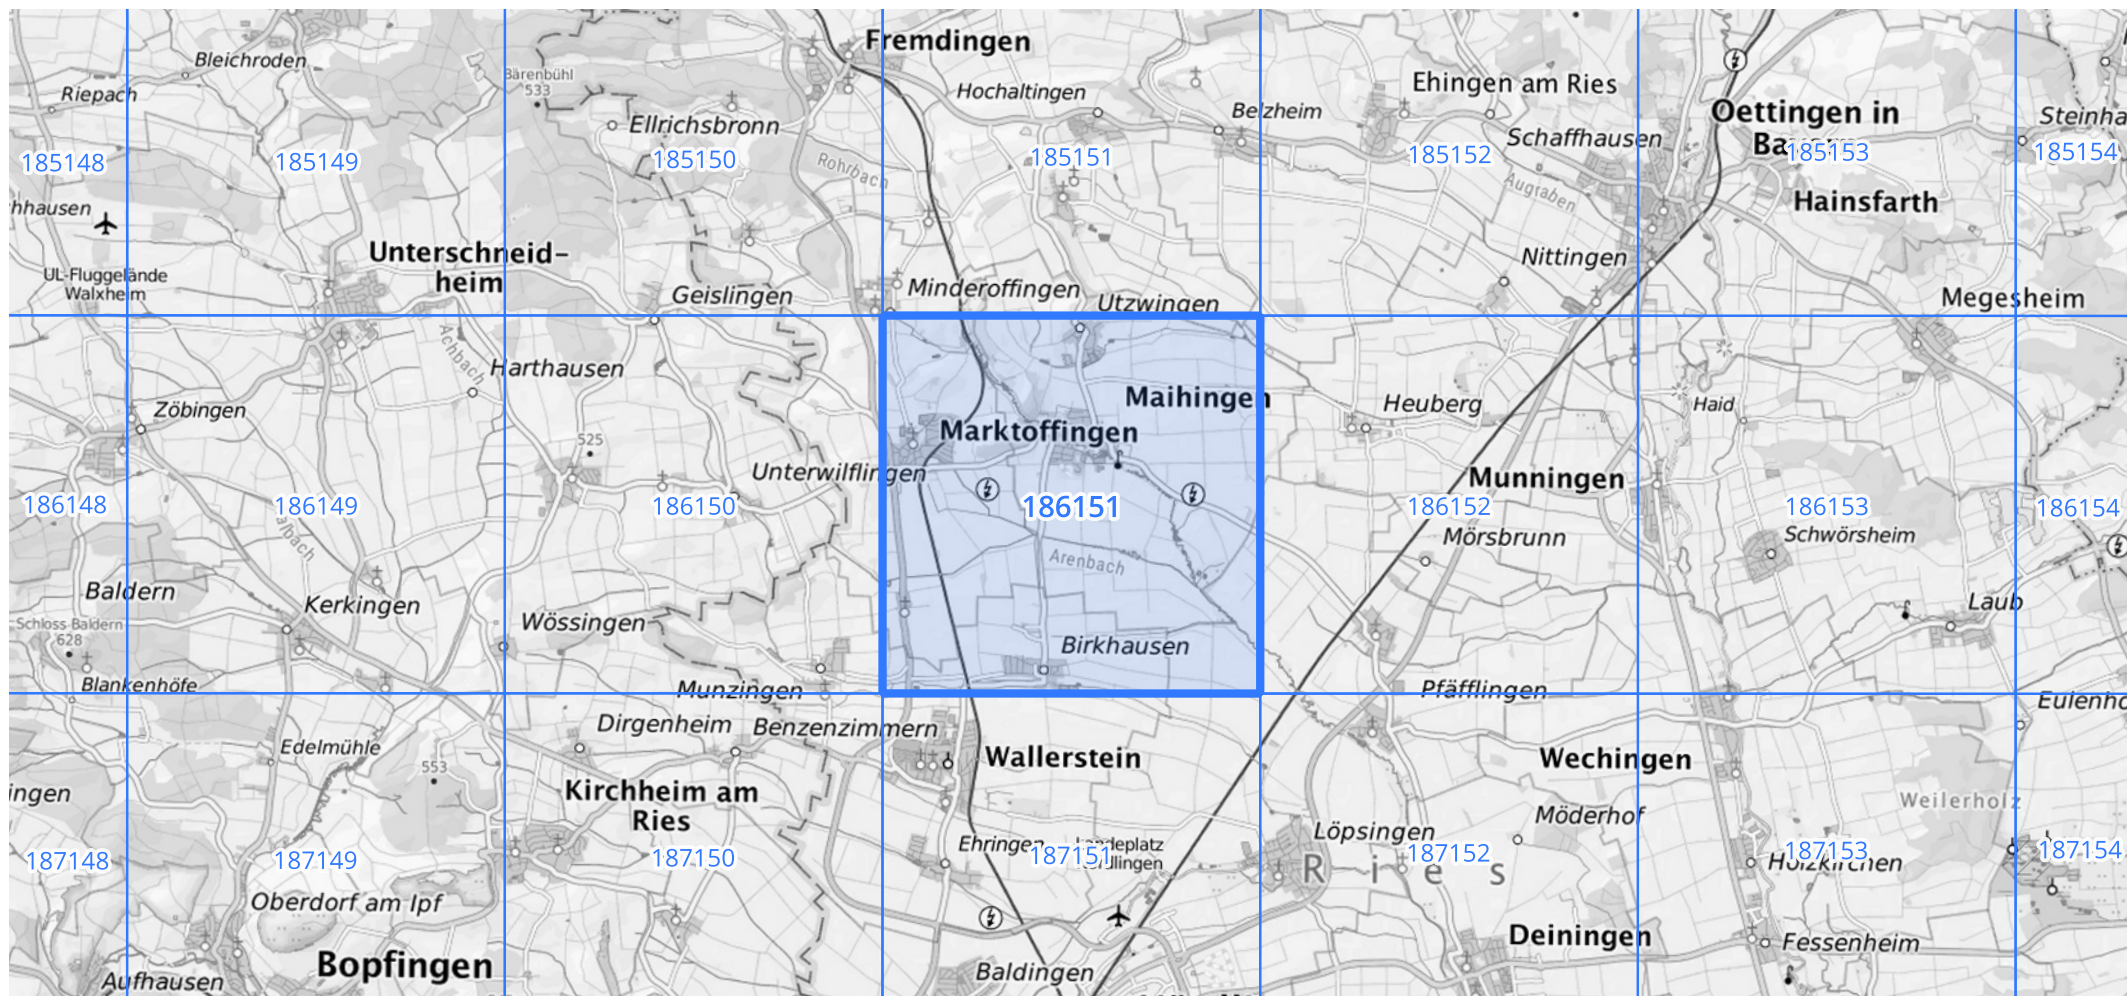 Fremdingen
Bleichroden
Bärenbühl
533
Riepach
Hochaltingen
Ehingen am Ries
Belzheim
Oettingen in
Steinha
Ellrichsbronn
Schaffhausen
185148
185149
185150
185151
185152
185153
185154
Rohrbach
Augraben
hhausen
Hainsfarth
Unterschneid-
heim
Nittingen
UL-Fluggelände
Walxheim
Geislingen
Minderoffingen
Utzwingen
Megesheim
Achbach
Harthausen
Maihingen
Zöbingen
Heuberg
Haid
525
Marktoffingen
Unterwilflingen
Munningen
186148
186149
186150
186151
186152
186153
186154
Mörsbrunn
Schwörsheim
Arenbach
Baldern
Kerkingen
Laub
Schloss Baldern
628
Wössingen
Birkhausen
Blankenhöfe
Munzingen
Pfäfflingen
Eulenho
Dirgenheim
Benzenzimmern
Edelmühle
Wallerstein
Wechingen
553
ingen
Kirchheim am
Ries
Weilerholz
Möderhof
Löpsingen
Ehringen
187148
187149
187150
187151
187152
187153
187154
Holzkirchen
Ries
Oberdorf am Ipf
Bopfingen
Deiningen
Fessenheim
Baldingen
Aufhausen